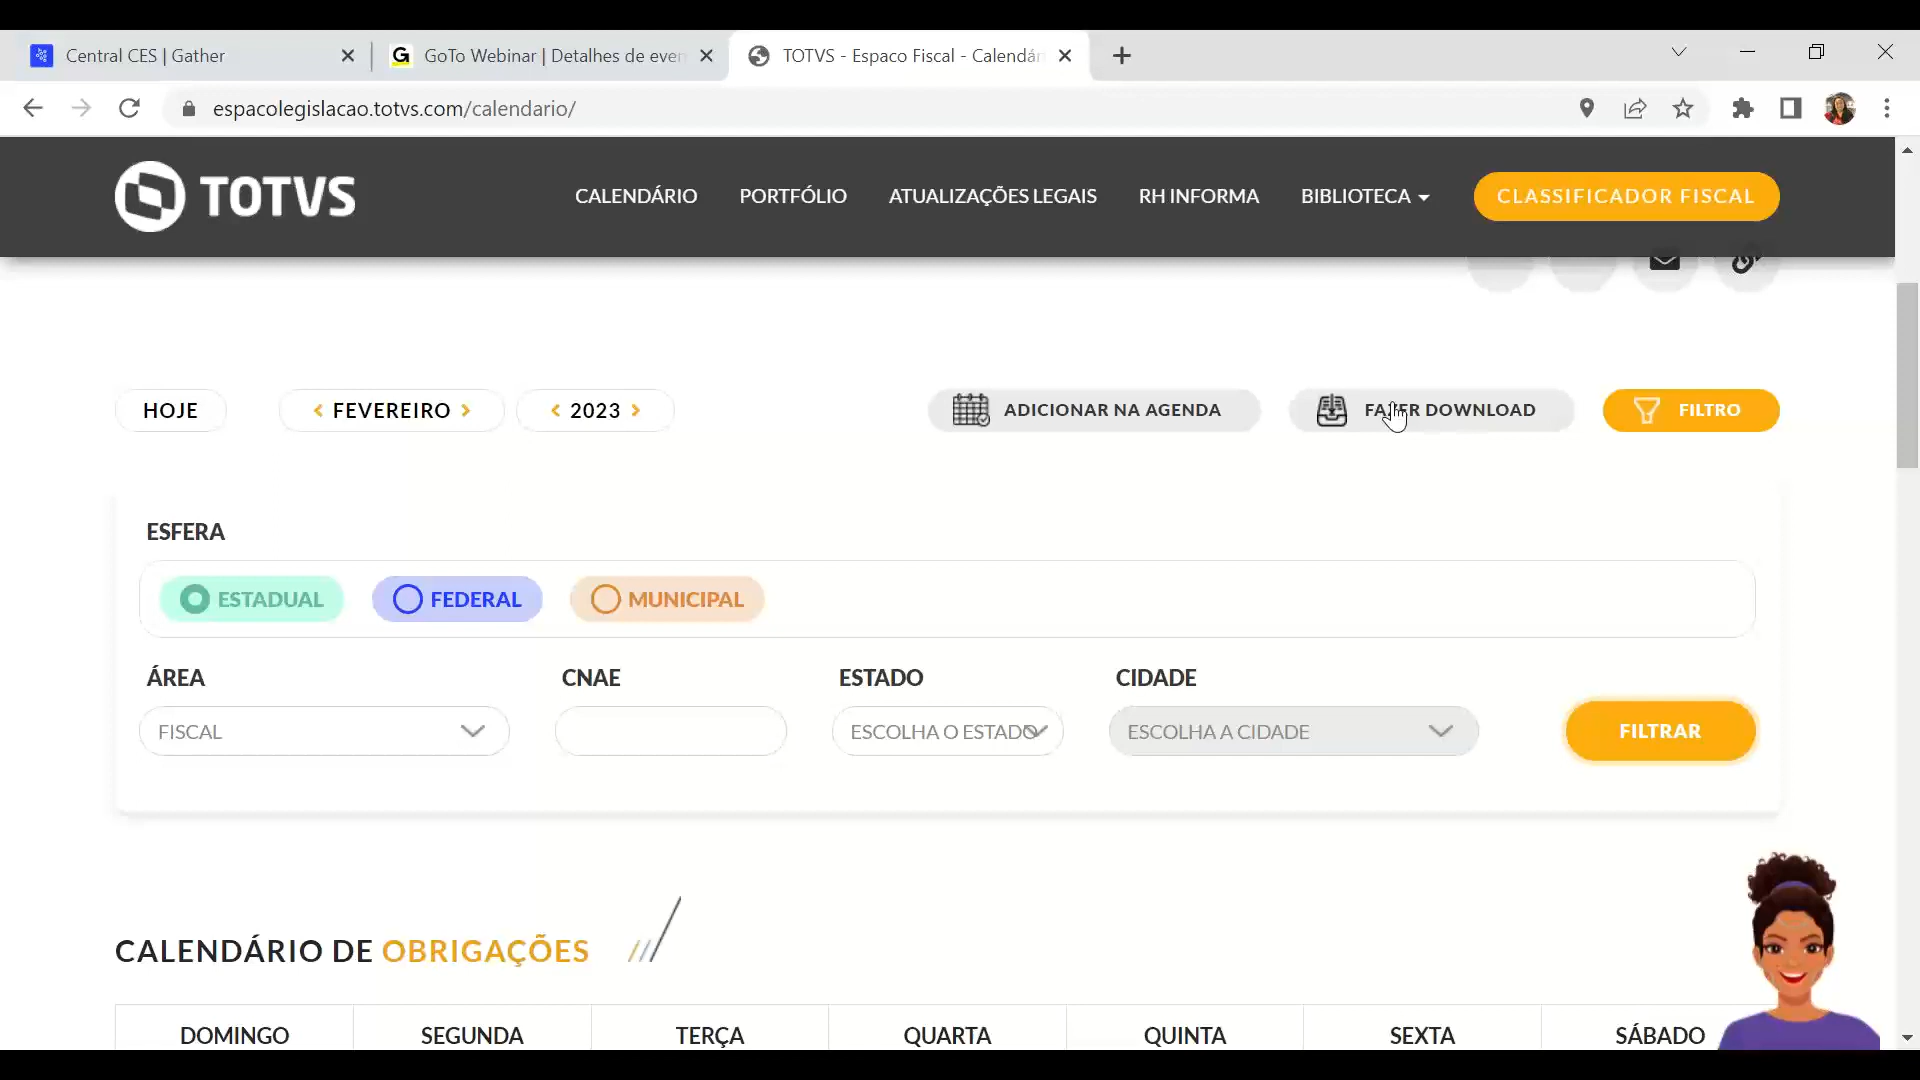 Central CES | Gather
GoTo Webinar | Detalhes de even
TOTVS - Espaco Fiscal - Calendár
espacolegislacao.totvs.com/calendario/
TOTVS
CALENDÁRIO
PORTFÓLIO
ATUALIZAÇÕES LEGAIS
RH INFORMA
BIBLIOTECA
CLASSIFICADOR FISCAL
HOJE
< FEVEREIRO >
< 2023 >
ADICIONAR NA AGENDA
FAZER DOWNLOAD
FILTRO
ESFERA
ESTADUAL
FEDERAL
MUNICIPAL
ÁREA
CNAE
ESTADO
CIDADE
FISCAL
ESCOLHA O ESTADO
ESCOLHA A CIDADE
FILTRAR
CALENDÁRIO DE OBRIGAÇÕES
DOMINGO
SEGUNDA
TERÇA
QUARTA
QUINTA
SEXTA
SÁBADO